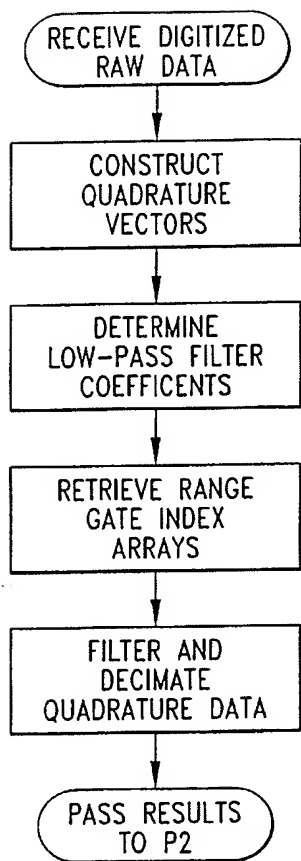 RECEIVE DIGITIZED
RAW DATA
CONSTRUCT
QUADRATURE
VECTORS
DETERMINE
LOW-PASS FILTER
COEFFICENTS
RETRIEVE RANGE
GATE INDEX
ARRAYS
FILTER AND
DECIMATE
QUADRATURE DATA
PASS RESULTS
TO P2